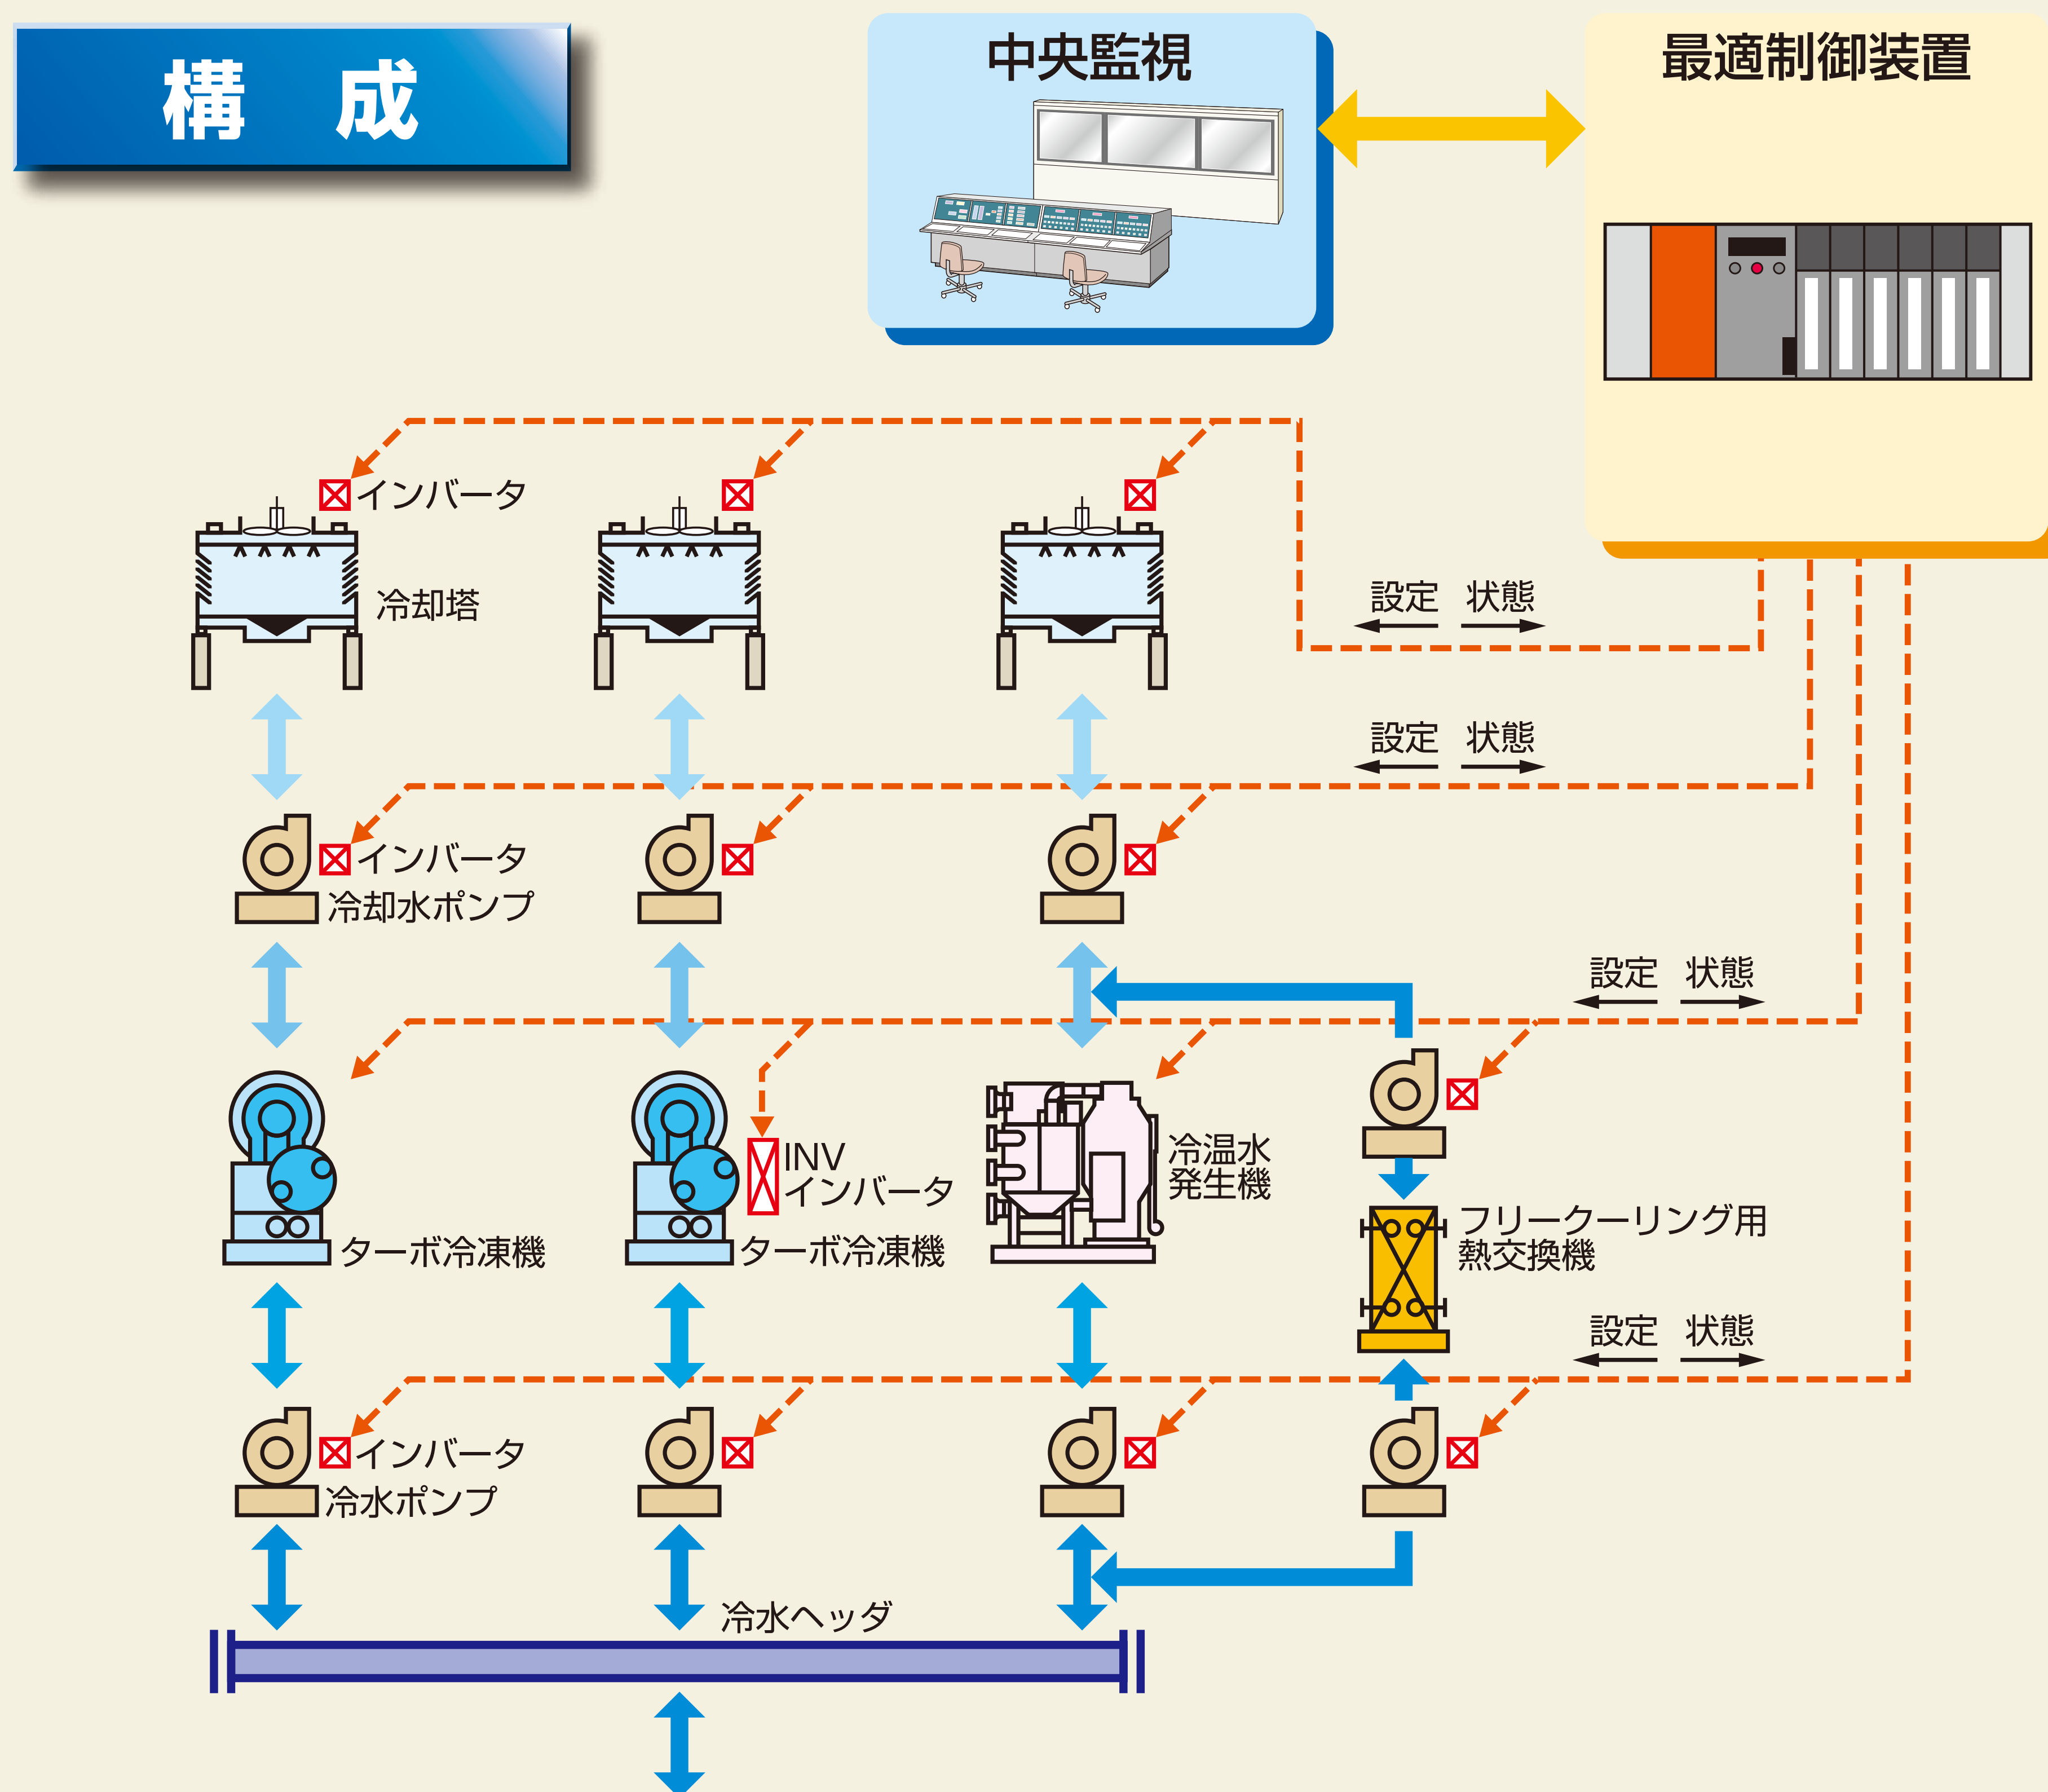 構 成
中央監視
最適制御装置
インバータ
冷却塔
設定 状態
設定 状態
インバータ
冷却水ポンプ
設定 状態
INV
インバータ
ターボ冷凍機
ターボ冷凍機
冷温水
発生機
フリークーリング用
熱交換機
設定 状態
インバータ
冷水ポンプ
冷水ヘッダ